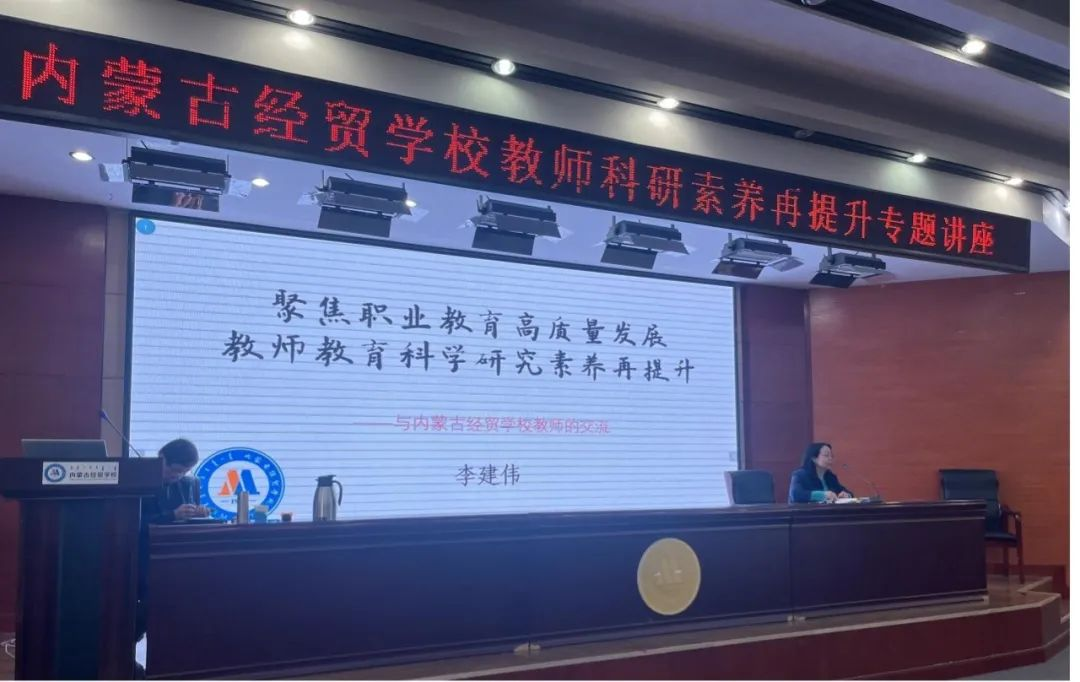 内蒙古经贸学校教师科研素养再提升专题讲座
1
聚焦职业教育高质量发展
教师教育科学研究素养再提升
——与内蒙古经贸学校教师的交流
李建伟
内蒙古经贸学校